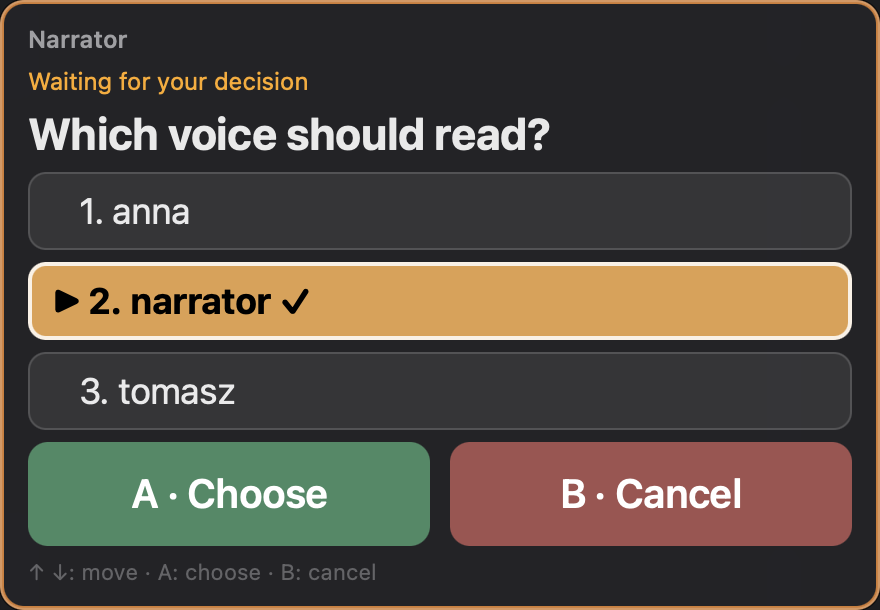 Narrator
Waiting for your decision
Which voice should read?
1. anna
▶ 2. narrator ✓
3. tomasz
A · Choose
B · Cancel
↑ ↓: move · A: choose · B: cancel